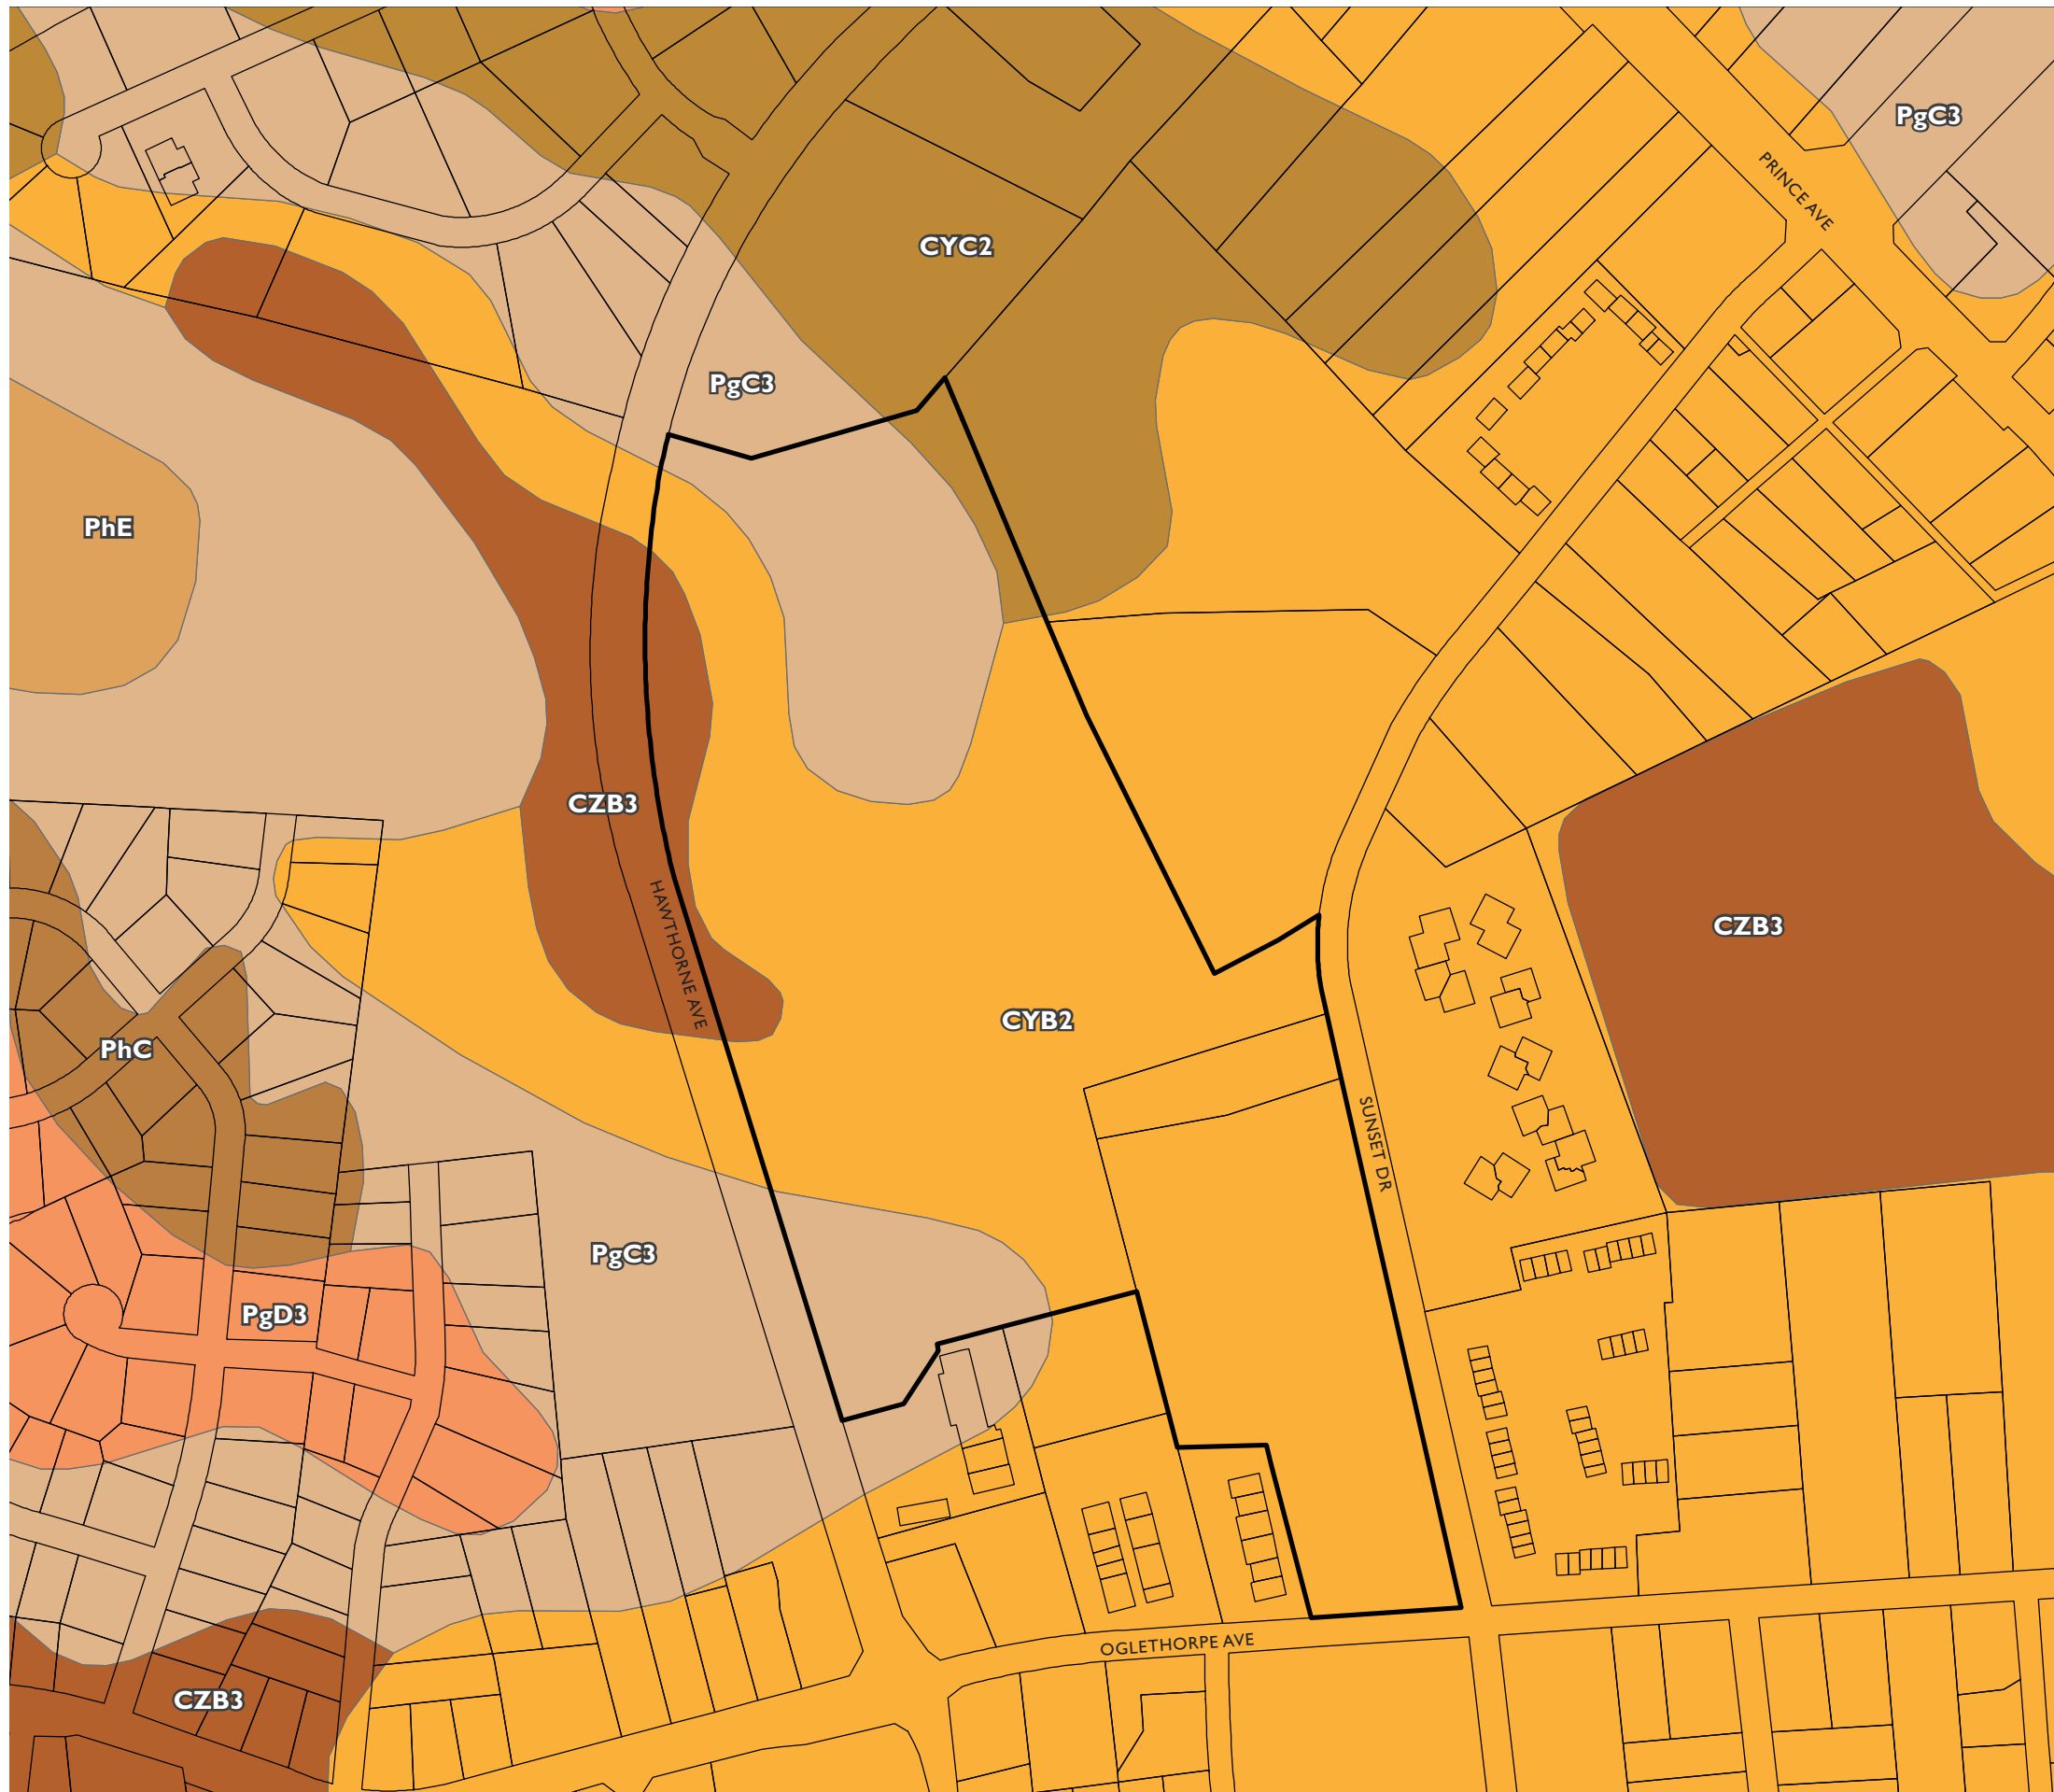 PgC3
PRINCE AVE
CYC2
PgC3
PhE
CZB3
HAWTHORNE AVE
CZB3
CYB2
PhC
SUNSET DR
PgC3
PgD3
OGLETHORPE AVE
CZB3